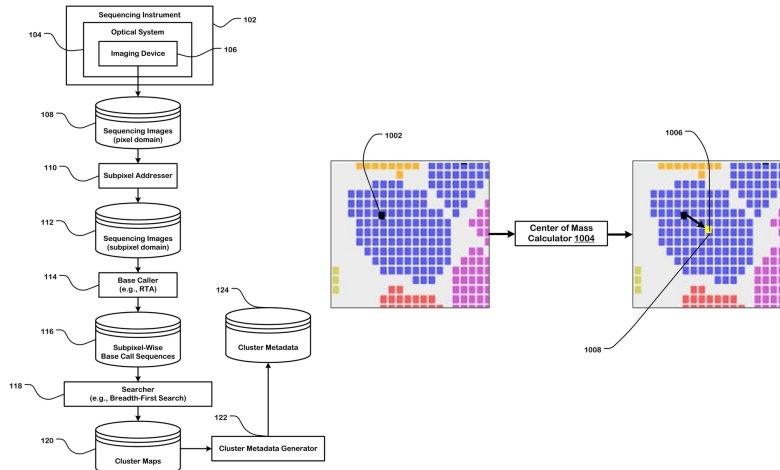 Sequencing Instrument
102
104
Optical System
106
Imaging Device
108
Sequencing Images
(pixel domain)
110
Subpixel Addresser
112
Sequencing Images
(subpixel domain)
114
Base Caller
(e.g., RTA)
116
Subpixel-Wise
Base Call Sequences
118
Searcher
(e.g., Breadth-First Search)
120
Cluster Maps
122
Cluster Metadata Generator
124
Cluster Metadata
1002
Center of Mass
Calculator 1004
1006
1008